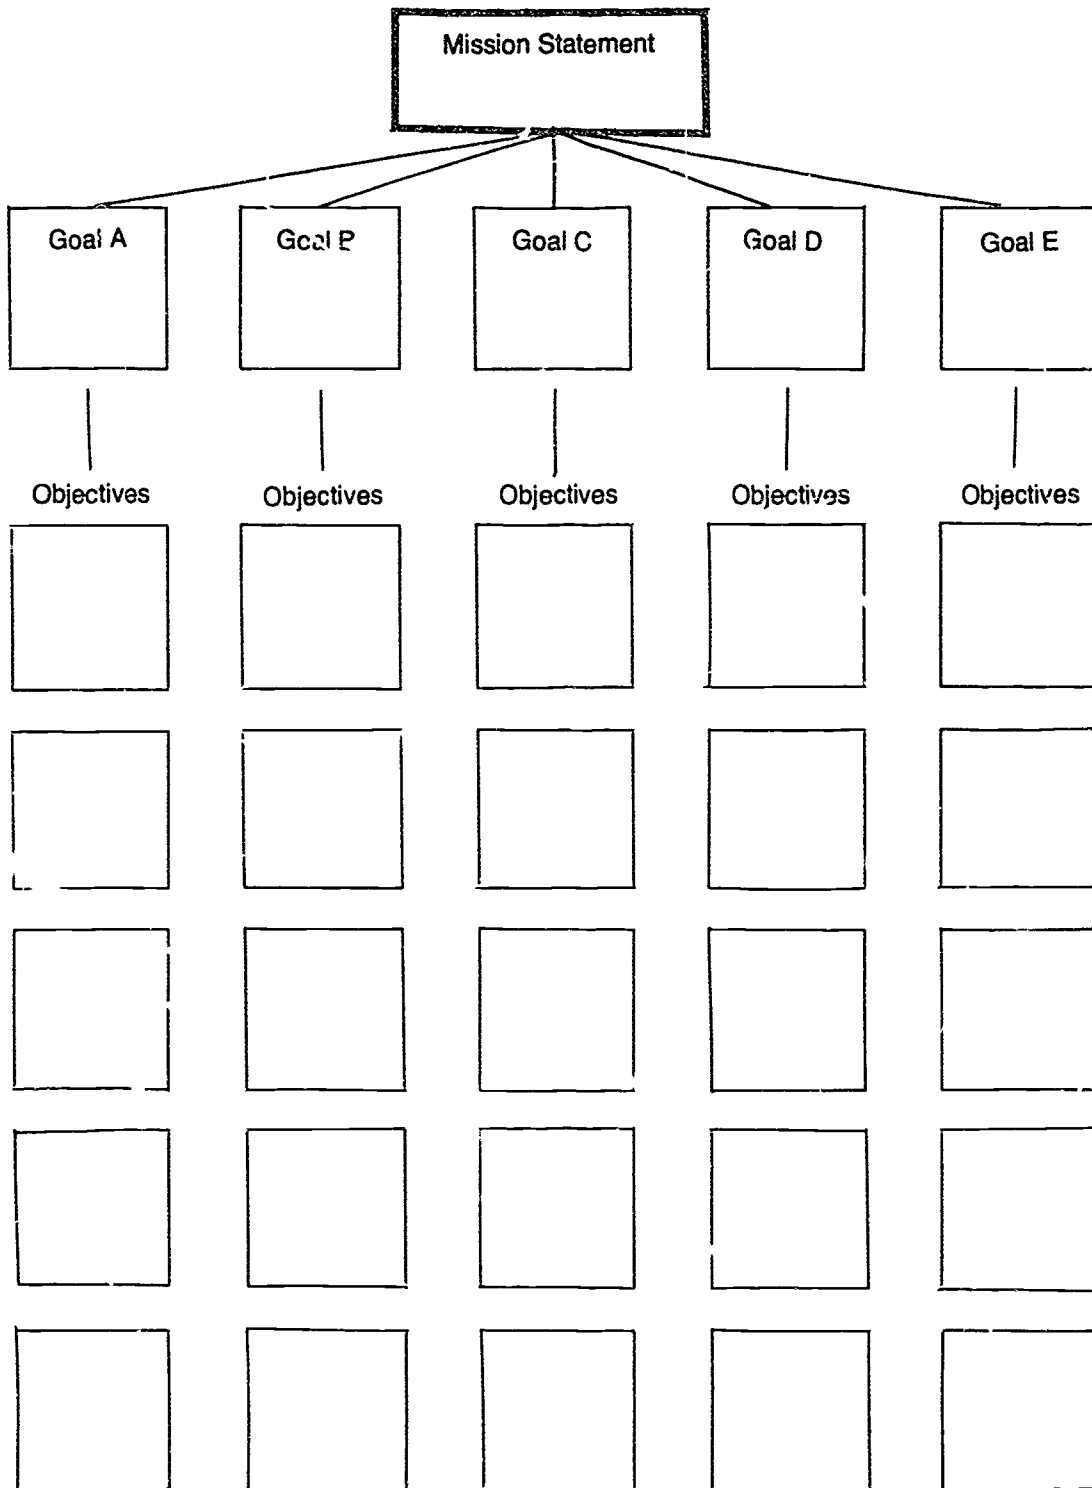 Mission Statement
Goal A
Goal B
Goal C
Goal D
Goal E
Objectives
Objectives
Objectives
Objectives
Objectives